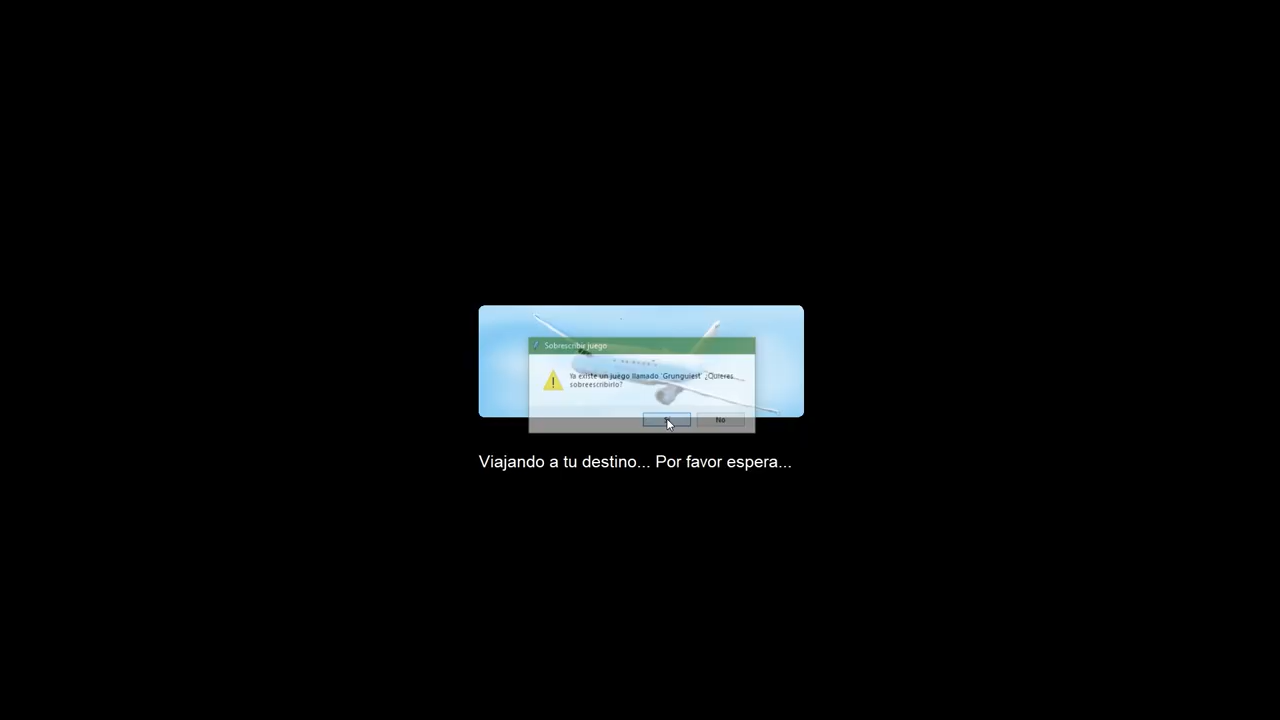 Sobrescribir juego
Ya existe un juego llamado 'Grunguiest' ¿Quieres
sobreescribirlo?
No
Viajando a tu destino... Por favor espera...